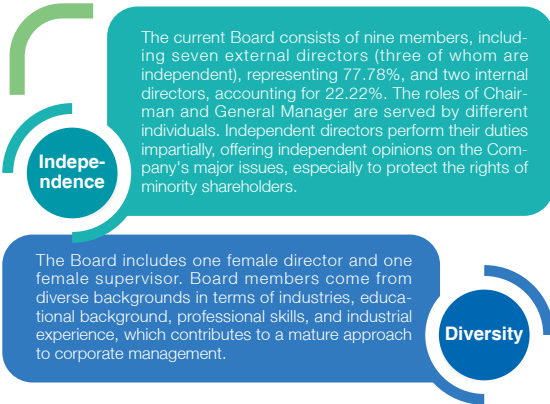 The current Board consists of nine members, includ-
ing seven external directors (three of whom are
independent), representing 77.78%, and two internal
directors, accounting for 22.22%. The roles of Chair-
man and General Manager are served by different
individuals. Independent directors perform their duties
impartially, offering independent opinions on the Com-
pany's major issues, especially to protect the rights of
minority shareholders.
Indepe-
ndence
The Board includes one female director and one
female supervisor. Board members come from
diverse backgrounds in terms of industries, educa-
tional background, professional skills, and industrial
experience, which contributes to a mature approach
to corporate management.
Diversity